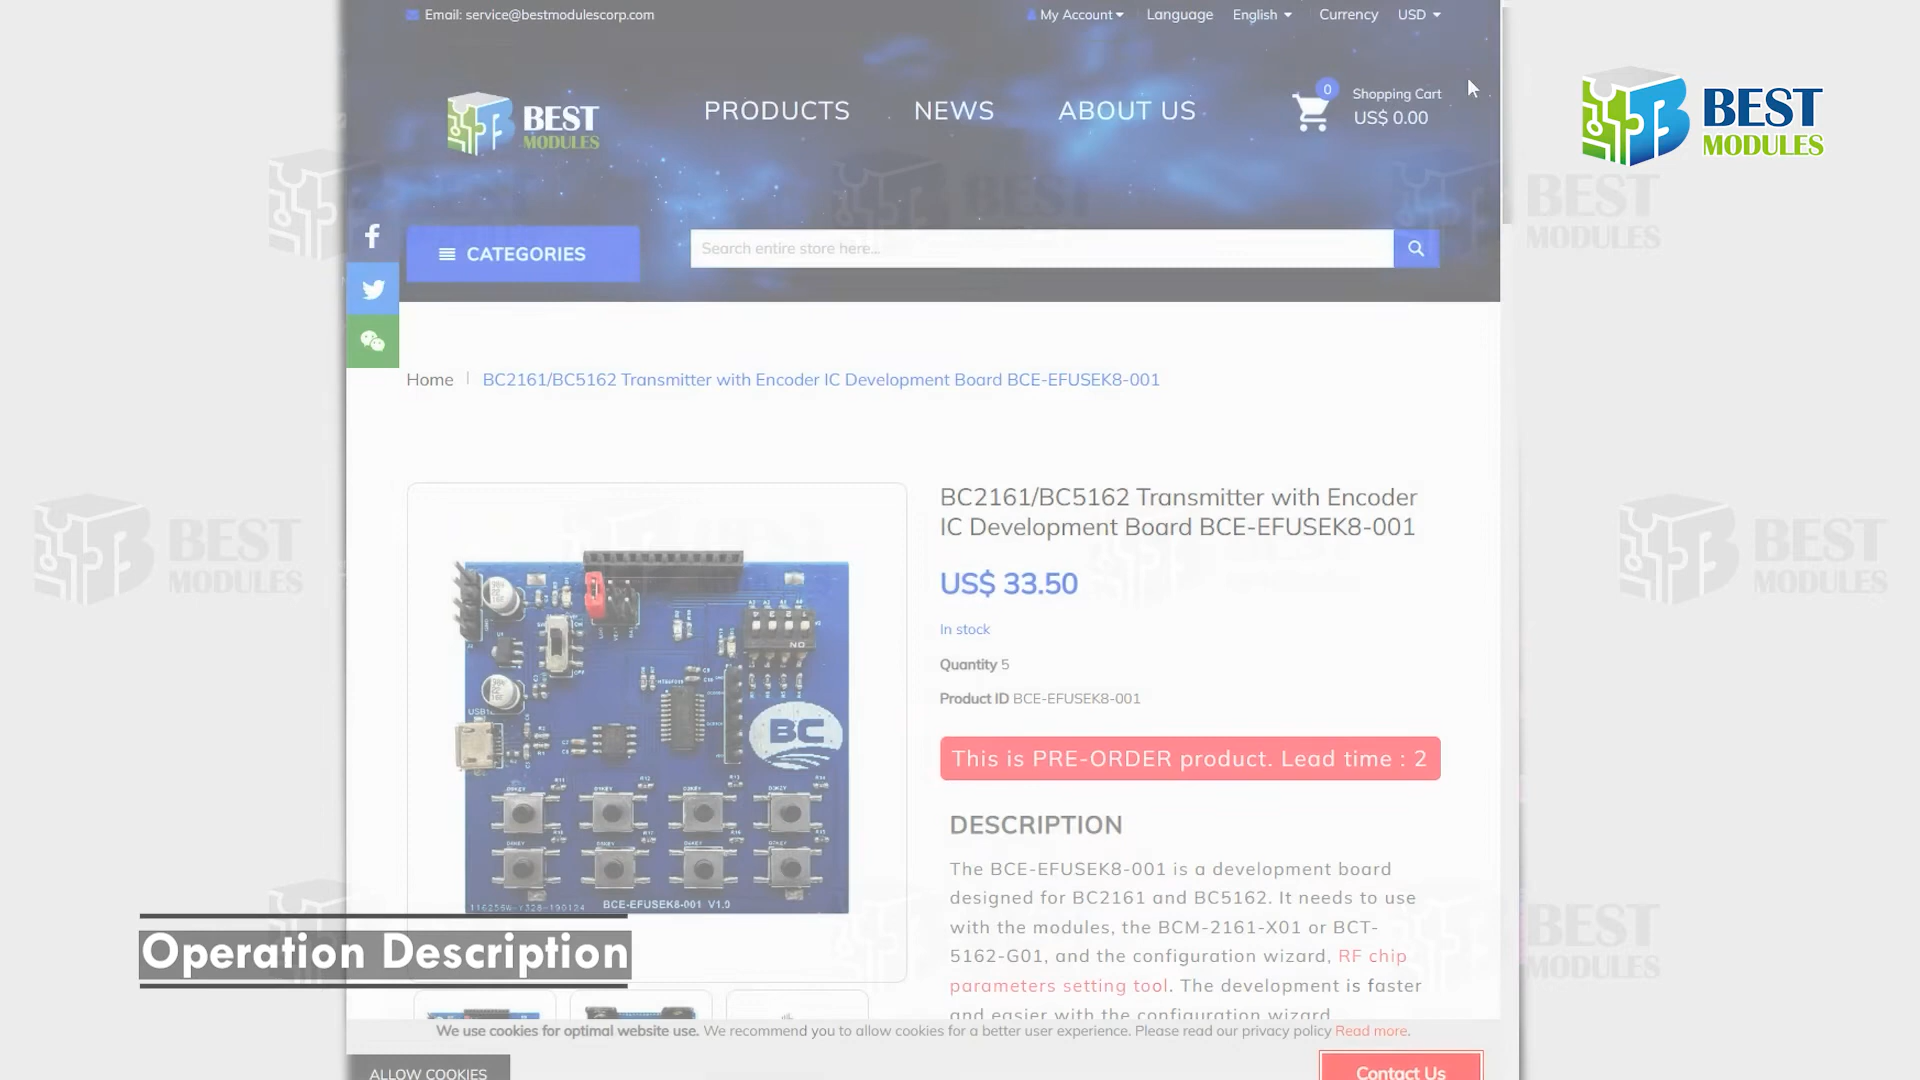 Email: service@bestmodulescorp.com
My Account
Language
English
Currency
USD
BEST
MODULES
PRODUCTS
NEWS
ABOUT US
0
Shopping Cart
US$ 0.00
BEST
MODULES
CATEGORIES
Search entire store here...
Home
BC2161/BC5162 Transmitter with Encoder IC Development Board BCE-EFUSEK8-001
BC2161/BC5162 Transmitter with Encoder
IC Development Board BCE-EFUSEK8-001
US$ 33.50
In stock
Quantity 5
Product ID BCE-EFUSEK8-001
This is PRE-ORDER product. Lead time : 2
DESCRIPTION
The BCE-EFUSEK8-001 is a development board
designed for BC2161 and BC5162. It needs to use
with the modules, the BCM-2161-X01 or BCT-
5162-G01, and the configuration wizard, RF chip
parameters setting tool. The development is faster
and easier with the configuration wizard
BC
BCE-EFUSEK8-001 V1.0
Operation Description
We use cookies for optimal website use. We recommend you to allow cookies for a better user experience. Please read our privacy policy Read more.
ALLOW COOKIES
Contact Us
BEST
MODULES
BEST
MODULES
BEST
MODULES
BEST
MODULES